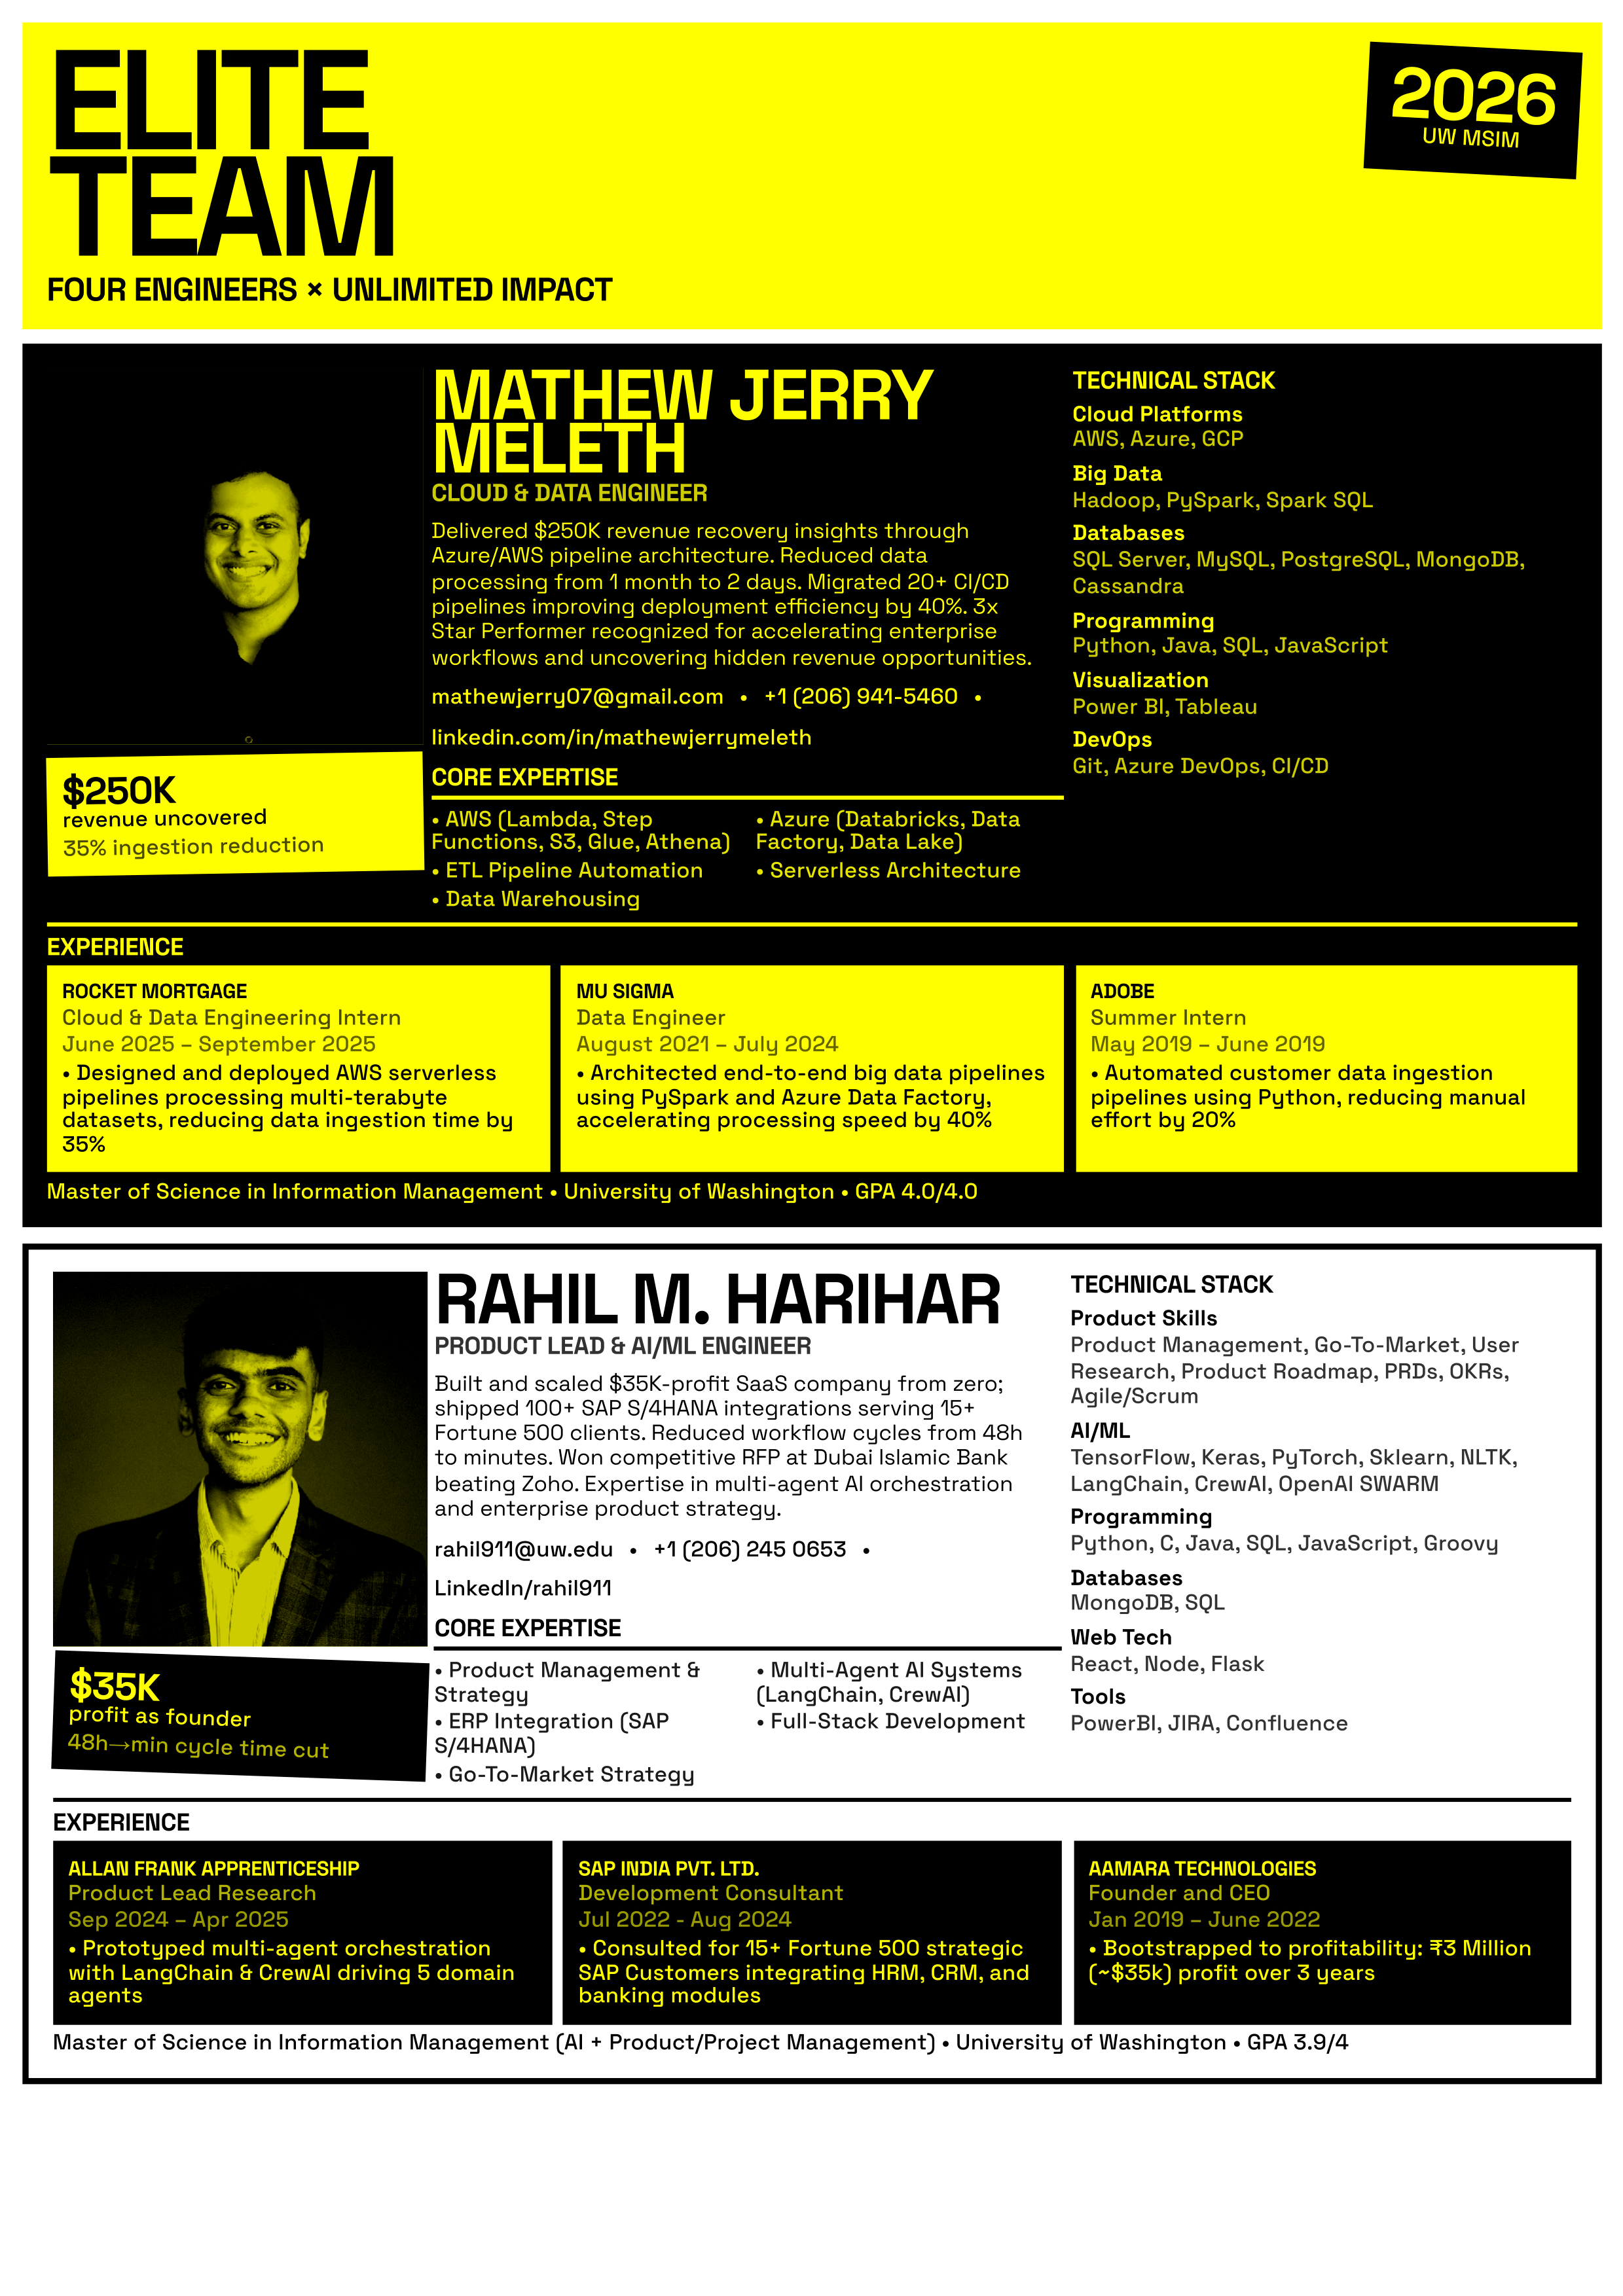 ELITE
TEAM
FOUR ENGINEERS × UNLIMITED IMPACT
2026
UW MSIM
MATHEW JERRY
MELETH
CLOUD & DATA ENGINEER
Delivered $250K revenue recovery insights through
Azure/AWS pipeline architecture. Reduced data
processing from 1 month to 2 days. Migrated 20+ CI/CD
pipelines improving deployment efficiency by 40%. 3x
Star Performer recognized for accelerating enterprise
workflows and uncovering hidden revenue opportunities.
mathewjerry07@gmail.com • +1 (206) 941-5460 •
linkedin.com/in/mathewjerrymeleth
$250K
revenue uncovered
35% ingestion reduction
CORE EXPERTISE
• AWS (Lambda, Step
Functions, S3, Glue, Athena)
• ETL Pipeline Automation
• Data Warehousing
• Azure (Databricks, Data
Factory, Data Lake)
• Serverless Architecture
TECHNICAL STACK
Cloud Platforms
AWS, Azure, GCP
Big Data
Hadoop, PySpark, Spark SQL
Databases
SQL Server, MySQL, PostgreSQL, MongoDB,
Cassandra
Programming
Python, Java, SQL, JavaScript
Visualization
Power BI, Tableau
DevOps
Git, Azure DevOps, CI/CD
EXPERIENCE
ROCKET MORTGAGE
Cloud & Data Engineering Intern
June 2025 – September 2025
• Designed and deployed AWS serverless
pipelines processing multi-terabyte
datasets, reducing data ingestion time by
35%
MU SIGMA
Data Engineer
August 2021 – July 2024
• Architected end-to-end big data pipelines
using PySpark and Azure Data Factory,
accelerating processing speed by 40%
ADOBE
Summer Intern
May 2019 – June 2019
• Automated customer data ingestion
pipelines using Python, reducing manual
effort by 20%
Master of Science in Information Management • University of Washington • GPA 4.0/4.0
RAHIL M. HARIHAR
PRODUCT LEAD & AI/ML ENGINEER
Built and scaled $35K-profit SaaS company from zero;
shipped 100+ SAP S/4HANA integrations serving 15+
Fortune 500 clients. Reduced workflow cycles from 48h
to minutes. Won competitive RFP at Dubai Islamic Bank
beating Zoho. Expertise in multi-agent AI orchestration
and enterprise product strategy.
rahil911@uw.edu • +1 (206) 245 0653 •
LinkedIn/rahil911
$35K
profit as founder
48h→min cycle time cut
CORE EXPERTISE
• Product Management &
Strategy
• ERP Integration (SAP
S/4HANA)
• Go-To-Market Strategy
• Multi-Agent AI Systems
(LangChain, CrewAI)
• Full-Stack Development
TECHNICAL STACK
Product Skills
Product Management, Go-To-Market, User
Research, Product Roadmap, PRDs, OKRs,
Agile/Scrum
AI/ML
TensorFlow, Keras, PyTorch, Sklearn, NLTK,
LangChain, CrewAI, OpenAI SWARM
Programming
Python, C, Java, SQL, JavaScript, Groovy
Databases
MongoDB, SQL
Web Tech
React, Node, Flask
Tools
PowerBI, JIRA, Confluence
EXPERIENCE
ALLAN FRANK APPRENTICESHIP
Product Lead Research
Sep 2024 – Apr 2025
• Prototyped multi-agent orchestration
with LangChain & CrewAI driving 5 domain
agents
SAP INDIA PVT. LTD.
Development Consultant
Jul 2022 - Aug 2024
• Consulted for 15+ Fortune 500 strategic
SAP Customers integrating HRM, CRM, and
banking modules
AAMARA TECHNOLOGIES
Founder and CEO
Jan 2019 – June 2022
• Bootstrapped to profitability: ₹3 Million
(~$35k) profit over 3 years
Master of Science in Information Management (AI + Product/Project Management) • University of Washington • GPA 3.9/4